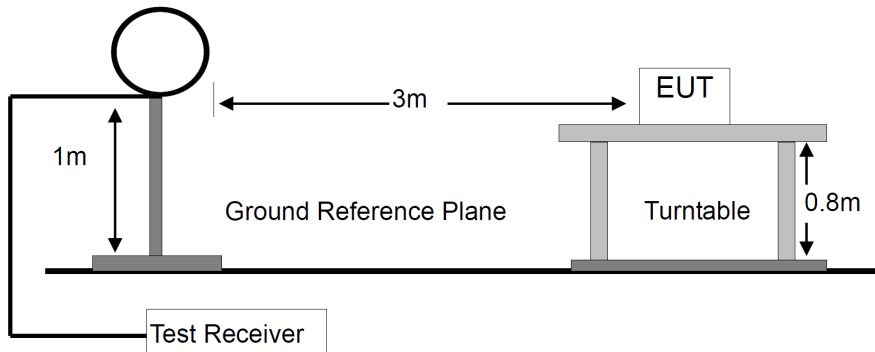 EUT
3m
1m
0.8m
Ground Reference Plane
Turntable
Test Receiver